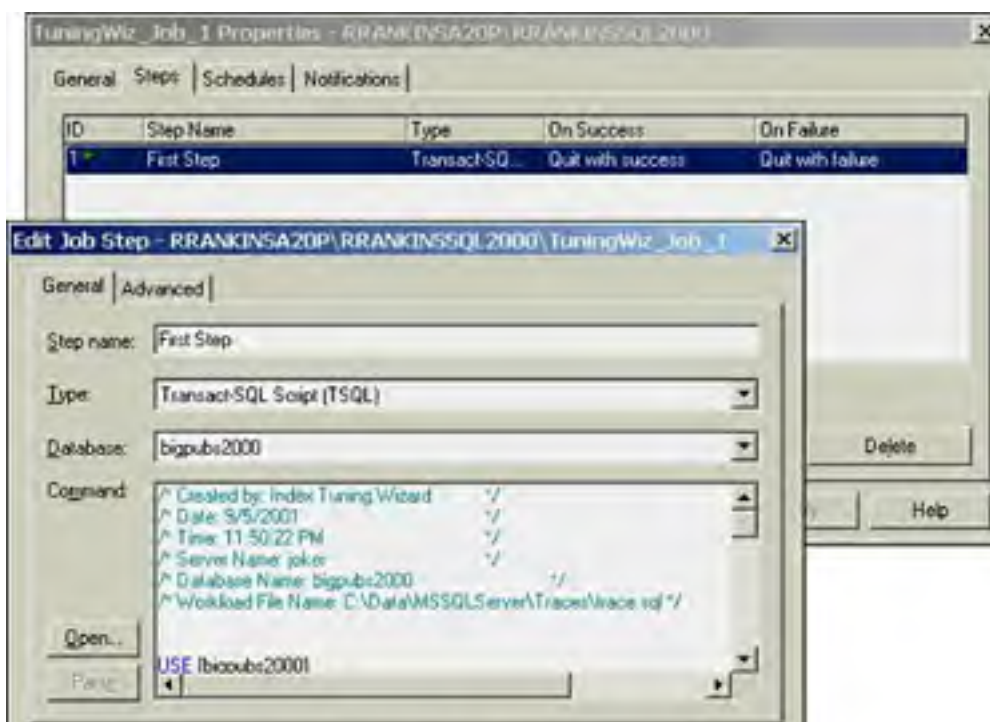 TuningWiz_Job_1 Properties - RRANKINSA20P\RRANKINSSQL2000
General Steps Schedules Notifications
ID Step Name Type On Success On Failure
1 First Step Transact-SQ... Quit with success Quit with failure
Delete
Help
Edit Job Step - RRANKINSA20P\RRANKINSSQL2000\TuningWiz_Job_1
General Advanced
Step name: First Step
Type: Transact-SQL Script (TSQL)
Database: bigpubs2000
Command:
/* Created by: Index Tuning Wizard */
/* Date: 9/5/2001 */
/* Time: 11:50:22 PM */
/* Server Name: joker */
/* Database Name: bigpubs2000 */
/* Workload File Name: C:\Data\MSSQLServer\Traces\trace.sql */
USE [bigpubs2000]
Open...
Parse